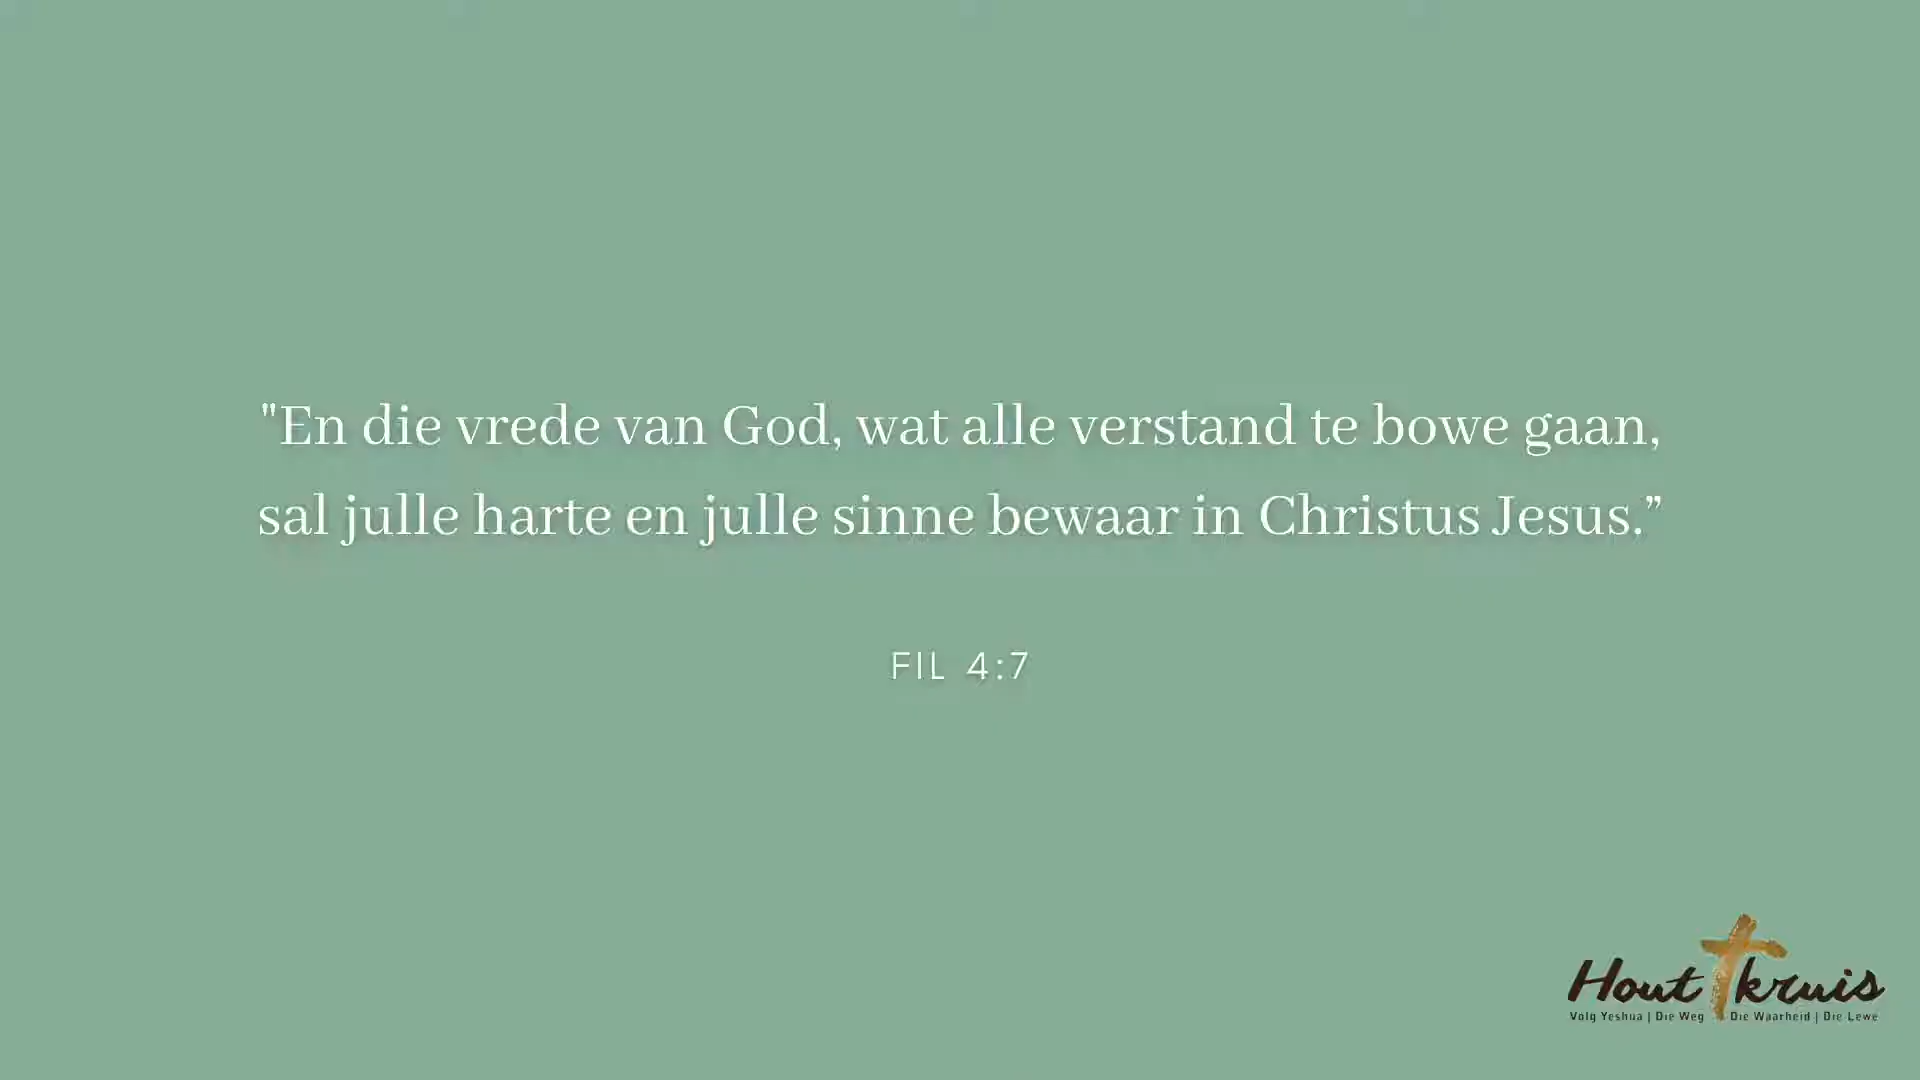 "En die vrede van God, wat alle verstand te bowe gaan,
sal julle harte en julle sinne bewaar in Christus Jesus.”
FIL 4:7
Hout kruis
Volg Yeshua | Die Weg | Die Waarheid | Die Lewe